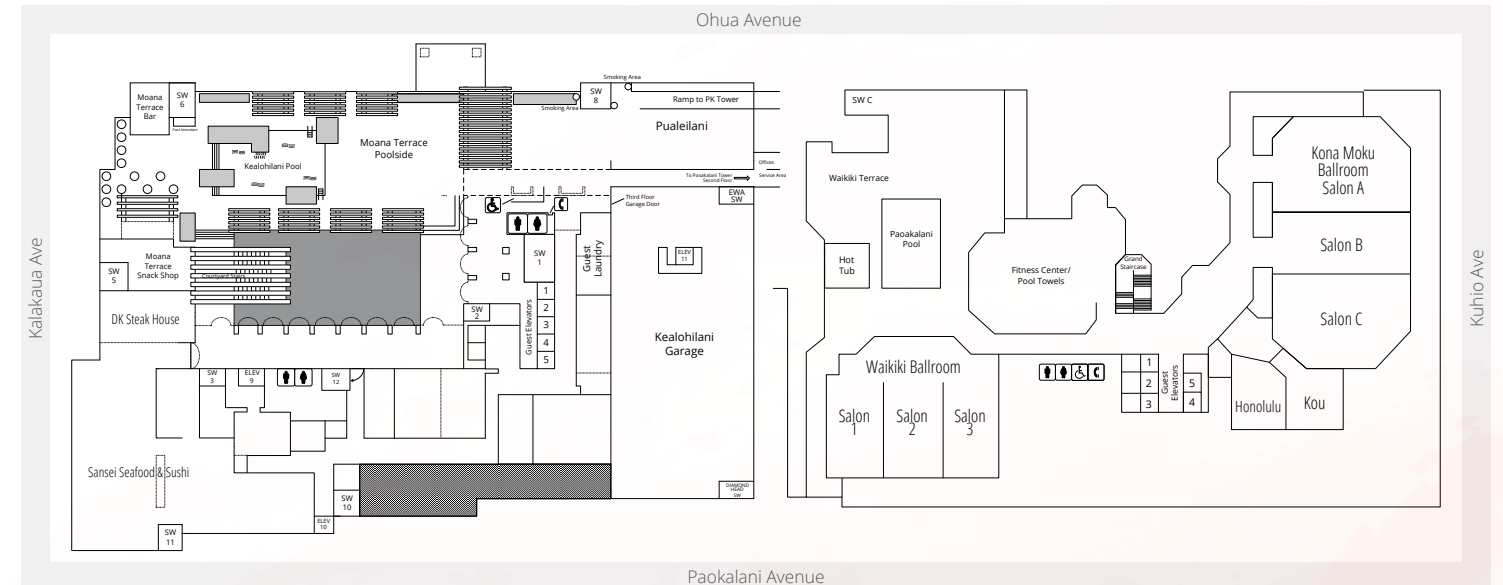 Ohua Avenue
Kalakaua Ave
Kuhio Ave
Paokalani Avenue
Moana
Terrace
Bar
SW
6
Pool Attendant
Kealohilani Pool
Moana Terrace
Poolside
Smoking Area
SW
8
Smoking Area
Ramp to PK Tower
Pualeilani
Offices
To Paoakalani Tower
Second Floor
Service Area
EWA
SW
Third Floor
Garage Door
Moana
Terrace
Snack Shop
SW
5
Courtyard Stairs
DK Steak House
SW
1
Guest
Laundry
ELEV
11
SW
2
Guest Elevators
1
2
3
4
5
Kealohilani
Garage
SW
3
ELEV
9
SW
12
Sansei Seafood & Sushi
SW
10
ELEV
10
SW
11
DIAMOND
HEAD
SW
SW C
Waikiki Terrace
Paoakalani
Pool
Hot
Tub
Fitness Center/
Pool Towels
Grand
Staircase
Kona Moku
Ballroom
Salon A
Salon B
Salon C
Waikiki Ballroom
Salon
1
Salon
2
Salon
3
Guest
Elevators
1
2
3
5
4
Honolulu
Kou